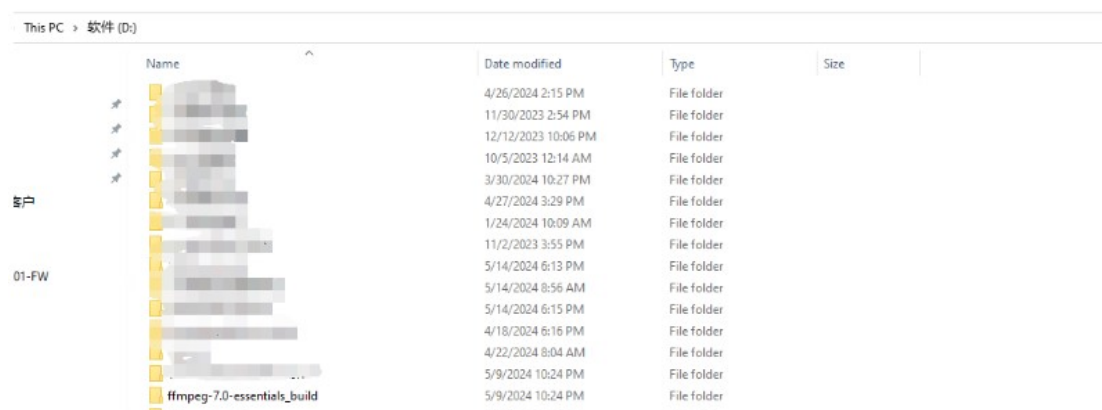 This PC > 软件 (D:)
Name Date modified Type Size
4/26/2024 2:15 PM File folder
11/30/2023 2:54 PM File folder
12/12/2023 10:06 PM File folder
10/5/2023 12:14 AM File folder
3/30/2024 10:27 PM File folder
客户 4/27/2024 3:29 PM File folder
1/24/2024 10:09 AM File folder
11/2/2023 3:55 PM File folder
5/14/2024 6:13 PM File folder
01-FW
5/14/2024 8:56 AM File folder
5/14/2024 6:15 PM File folder
4/18/2024 6:16 PM File folder
4/22/2024 8:04 AM File folder
5/9/2024 10:24 PM File folder
ffmpeg-7.0-essentials_build 5/9/2024 10:24 PM File folder